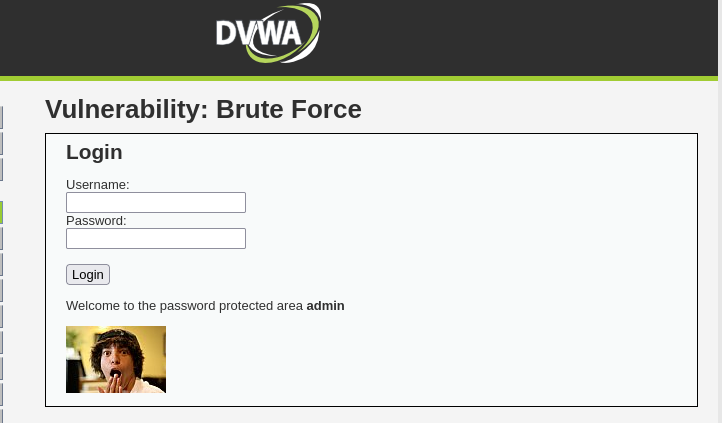 DVWA
Vulnerability: Brute Force
Login
Username:
Password:
Login
Welcome to the password protected area admin